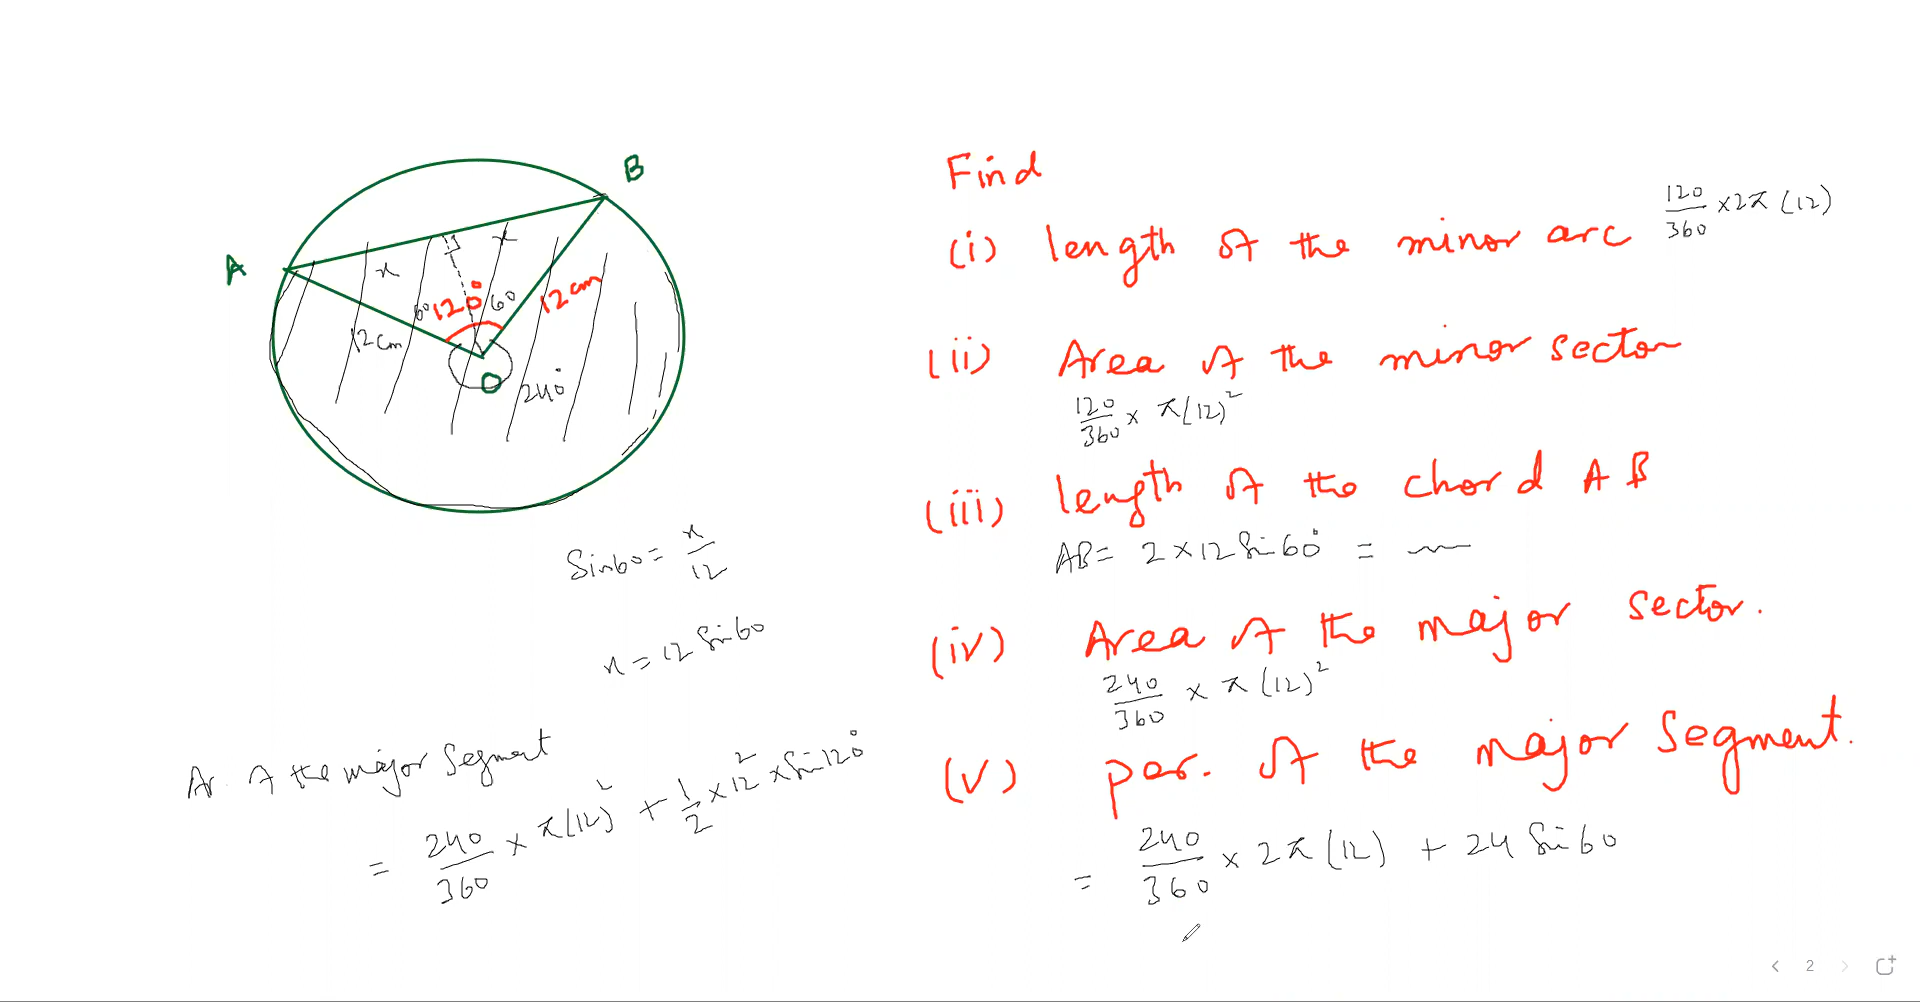 B
A
x
x
60
120°
60
12cm
12cm
O
240°
Sin60 = x/12
x = 12 Sin60
Ar. of the major Segment
= 240/360 × π(12)² + 1/2 × 12² × Sin120°
Find
(i) length of the minor arc 120/360 × 2π (12)
(ii) Area of the minor sector
120/360 × π(12)²
(iii) length of the chord AB
AB = 2 × 12 Sin60° =
(iv) Area of the major sector.
240/360 × π (12)²
(v) per. of the major segment.
= 240/360 × 2π (12) + 24 Sin60
2